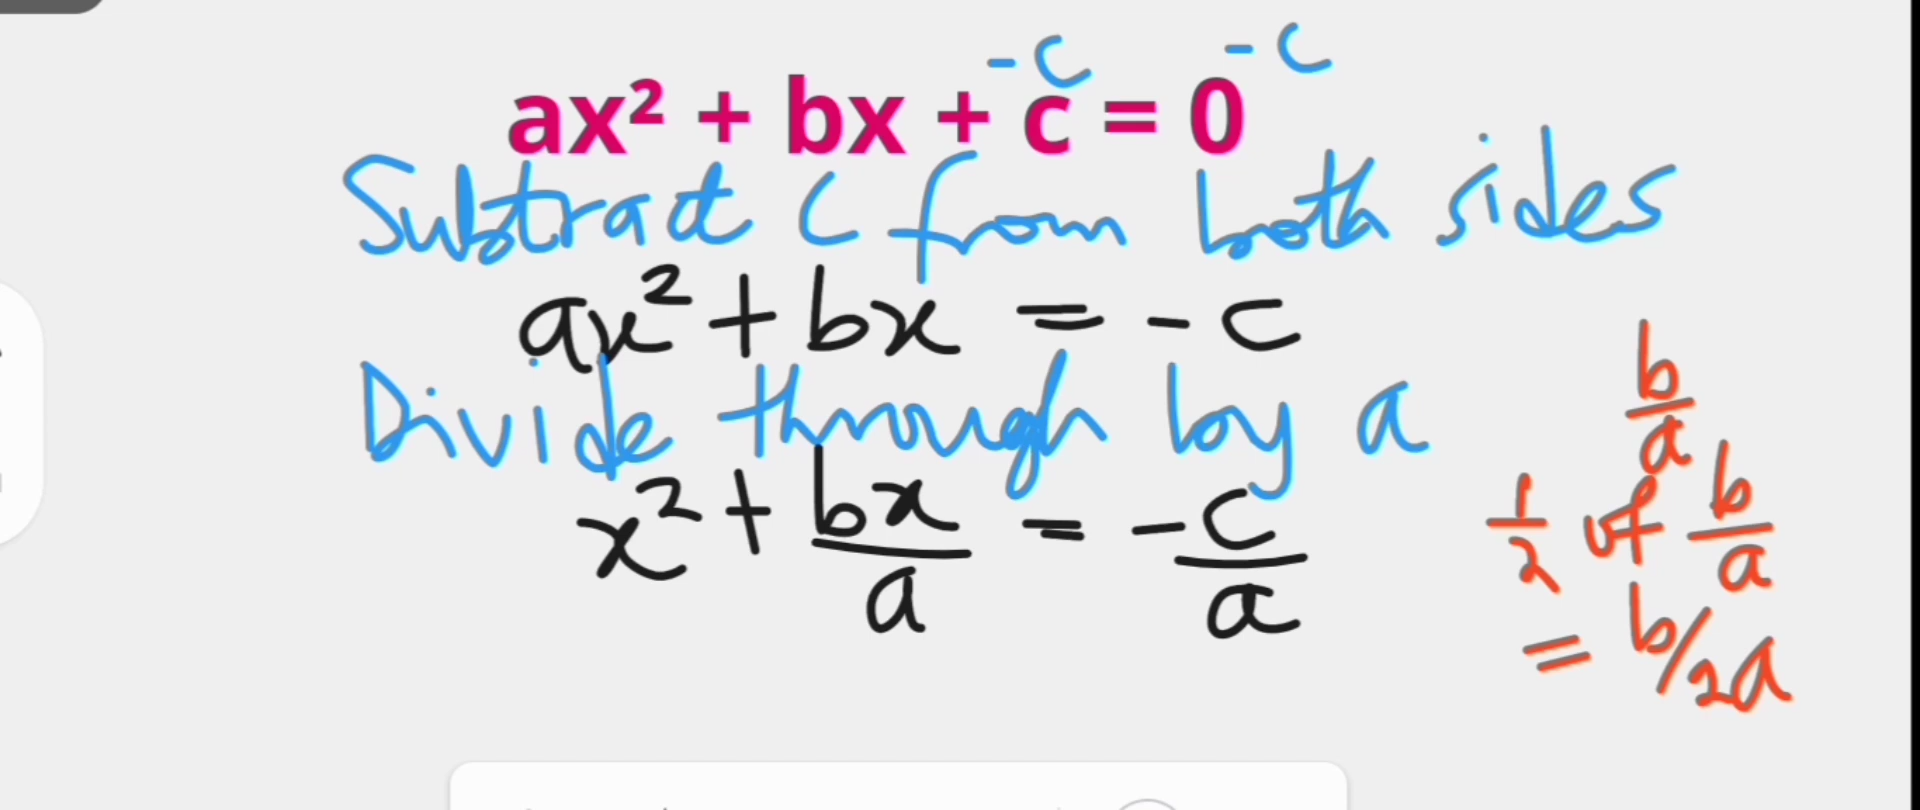 -c -c
ax² + bx + c = 0
Subtract c from both sides
ax² + bx = -c
Divide through by a
x² + bx/a = -c/a
b/a
1/2 of b/a
= b/2a